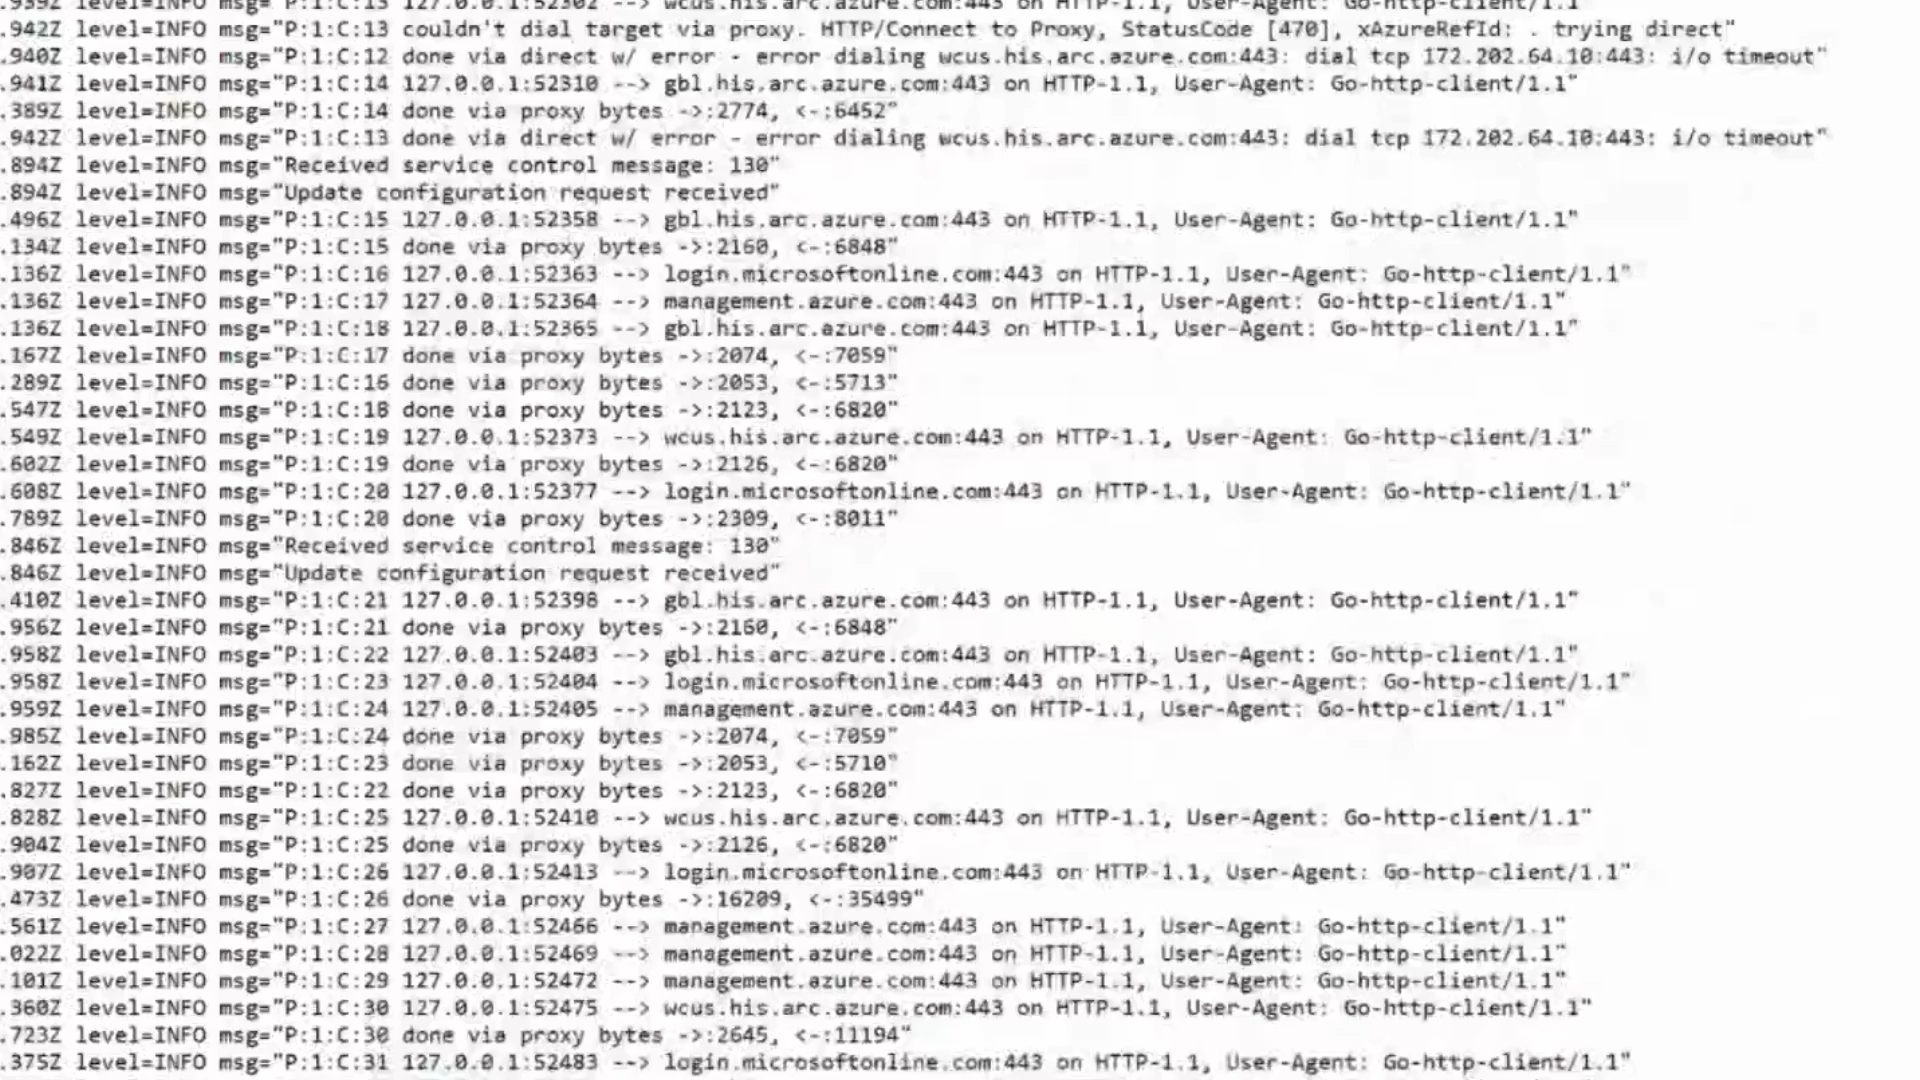 .939Z level=INFO msg="P:1:C:13 127.0.0.1:52302 --> wcus.his.arc.azure.com:443 on HTTP-1.1, User-Agent: Go-http-client/1.1"
.942Z level=INFO msg="P:1:C:13 couldn't dial target via proxy. HTTP/Connect to Proxy, StatusCode [470], xAzureRefId: . trying direct"
.940Z level=INFO msg="P:1:C:12 done via direct w/ error - error dialing wcus.his.arc.azure.com:443: dial tcp 172.202.64.10:443: i/o timeout"
.941Z level=INFO msg="P:1:C:14 127.0.0.1:52310 --> gbl.his.arc.azure.com:443 on HTTP-1.1, User-Agent: Go-http-client/1.1"
.389Z level=INFO msg="P:1:C:14 done via proxy bytes ->:2774, <-:6452"
.942Z level=INFO msg="P:1:C:13 done via direct w/ error - error dialing wcus.his.arc.azure.com:443: dial tcp 172.202.64.10:443: i/o timeout"
.894Z level=INFO msg="Received service control message: 130"
.894Z level=INFO msg="Update configuration request received"
.496Z level=INFO msg="P:1:C:15 127.0.0.1:52358 --> gbl.his.arc.azure.com:443 on HTTP-1.1, User-Agent: Go-http-client/1.1"
.134Z level=INFO msg="P:1:C:15 done via proxy bytes ->:2160, <-:6848"
.136Z level=INFO msg="P:1:C:16 127.0.0.1:52363 --> login.microsoftonline.com:443 on HTTP-1.1, User-Agent: Go-http-client/1.1"
.136Z level=INFO msg="P:1:C:17 127.0.0.1:52364 --> management.azure.com:443 on HTTP-1.1, User-Agent: Go-http-client/1.1"
.136Z level=INFO msg="P:1:C:18 127.0.0.1:52365 --> gbl.his.arc.azure.com:443 on HTTP-1.1, User-Agent: Go-http-client/1.1"
.167Z level=INFO msg="P:1:C:17 done via proxy bytes ->:2074, <-:7059"
.289Z level=INFO msg="P:1:C:16 done via proxy bytes ->:2053, <-:5713"
.547Z level=INFO msg="P:1:C:18 done via proxy bytes ->:2123, <-:6820"
.549Z level=INFO msg="P:1:C:19 127.0.0.1:52373 --> wcus.his.arc.azure.com:443 on HTTP-1.1, User-Agent: Go-http-client/1.1"
.602Z level=INFO msg="P:1:C:19 done via proxy bytes ->:2126, <-:6820"
.608Z level=INFO msg="P:1:C:20 127.0.0.1:52377 --> login.microsoftonline.com:443 on HTTP-1.1, User-Agent: Go-http-client/1.1"
.789Z level=INFO msg="P:1:C:20 done via proxy bytes ->:2309, <-:8011"
.846Z level=INFO msg="Received service control message: 130"
.846Z level=INFO msg="Update configuration request received"
.410Z level=INFO msg="P:1:C:21 127.0.0.1:52398 --> gbl.his.arc.azure.com:443 on HTTP-1.1, User-Agent: Go-http-client/1.1"
.956Z level=INFO msg="P:1:C:21 done via proxy bytes ->:2160, <-:6848"
.958Z level=INFO msg="P:1:C:22 127.0.0.1:52403 --> gbl.his.arc.azure.com:443 on HTTP-1.1, User-Agent: Go-http-client/1.1"
.958Z level=INFO msg="P:1:C:23 127.0.0.1:52404 --> login.microsoftonline.com:443 on HTTP-1.1, User-Agent: Go-http-client/1.1"
.959Z level=INFO msg="P:1:C:24 127.0.0.1:52405 --> management.azure.com:443 on HTTP-1.1, User-Agent: Go-http-client/1.1"
.985Z level=INFO msg="P:1:C:24 done via proxy bytes ->:2074, <-:7059"
.162Z level=INFO msg="P:1:C:23 done via proxy bytes ->:2053, <-:5710"
.827Z level=INFO msg="P:1:C:22 done via proxy bytes ->:2123, <-:6820"
.828Z level=INFO msg="P:1:C:25 127.0.0.1:52410 --> wcus.his.arc.azure.com:443 on HTTP-1.1, User-Agent: Go-http-client/1.1"
.904Z level=INFO msg="P:1:C:25 done via proxy bytes ->:2126, <-:6820"
.907Z level=INFO msg="P:1:C:26 127.0.0.1:52413 --> login.microsoftonline.com:443 on HTTP-1.1, User-Agent: Go-http-client/1.1"
.473Z level=INFO msg="P:1:C:26 done via proxy bytes ->:16209, <-:35499"
.561Z level=INFO msg="P:1:C:27 127.0.0.1:52466 --> management.azure.com:443 on HTTP-1.1, User-Agent: Go-http-client/1.1"
.022Z level=INFO msg="P:1:C:28 127.0.0.1:52469 --> management.azure.com:443 on HTTP-1.1, User-Agent: Go-http-client/1.1"
.101Z level=INFO msg="P:1:C:29 127.0.0.1:52472 --> management.azure.com:443 on HTTP-1.1, User-Agent: Go-http-client/1.1"
.360Z level=INFO msg="P:1:C:30 127.0.0.1:52475 --> wcus.his.arc.azure.com:443 on HTTP-1.1, User-Agent: Go-http-client/1.1"
.723Z level=INFO msg="P:1:C:30 done via proxy bytes ->:2645, <-:11194"
.375Z level=INFO msg="P:1:C:31 127.0.0.1:52483 --> login.microsoftonline.com:443 on HTTP-1.1, User-Agent: Go-http-client/1.1"